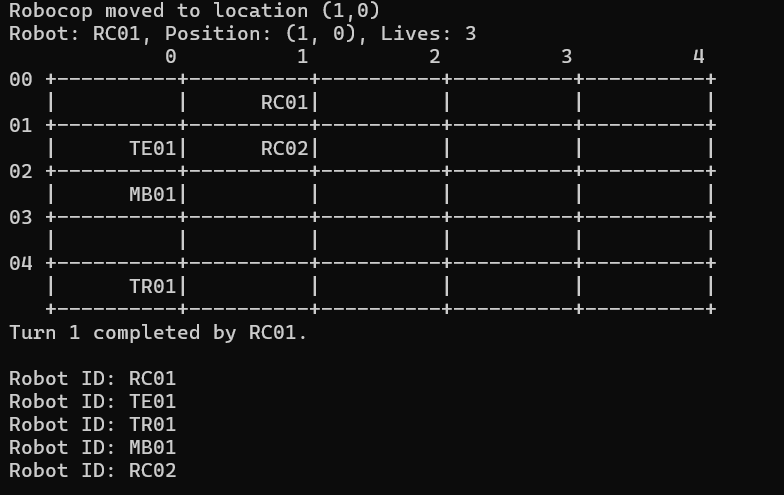 Robocop moved to location (1,0)
Robot: RC01, Position: (1, 0), Lives: 3
             0          1          2          3          4
00 +----------+----------+----------+----------+----------+
   |          |      RC01|          |          |          |
01 +----------+----------+----------+----------+----------+
   |      TE01|      RC02|          |          |          |
02 +----------+----------+----------+----------+----------+
   |      MB01|          |          |          |          |
03 +----------+----------+----------+----------+----------+
   |          |          |          |          |          |
04 +----------+----------+----------+----------+----------+
   |      TR01|          |          |          |          |
   +----------+----------+----------+----------+----------+
Turn 1 completed by RC01.

Robot ID: RC01
Robot ID: TE01
Robot ID: TR01
Robot ID: MB01
Robot ID: RC02